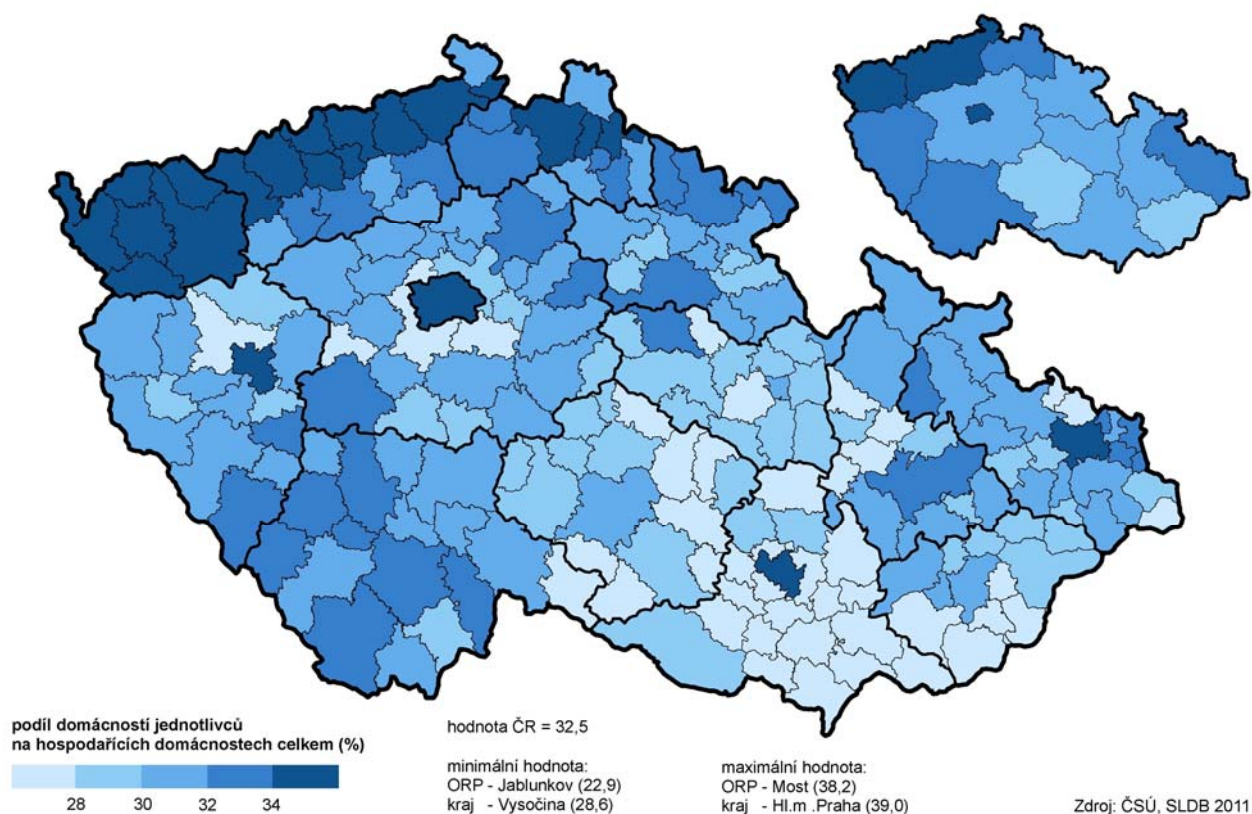 podíl domácností jednotlivců
na hospodařících domácnostech celkem (%)
28 30 32 34
hodnota ČR = 32,5
minimální hodnota:
ORP - Jablunkov (22,9)
kraj - Vysočina (28,6)
maximální hodnota:
ORP - Most (38,2)
kraj - Hl.m .Praha (39,0)
Zdroj: ČSÚ, SLDB 2011